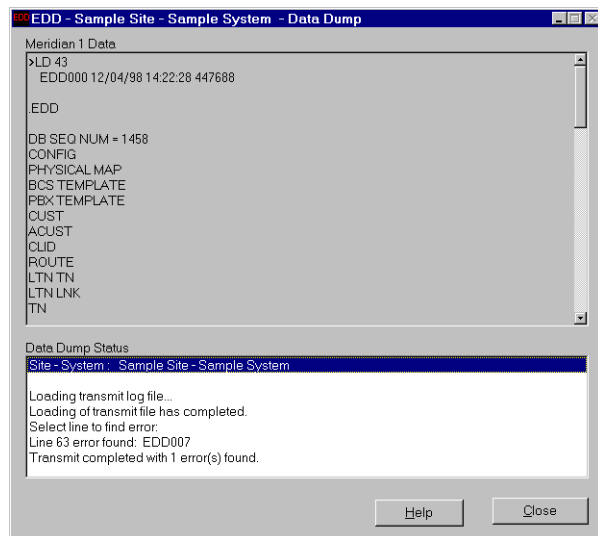 EDD EDD - Sample Site - Sample System - Data Dump
Meridian 1 Data
>LD 43
EDD000 12/04/98 14:22:28 447688
.EDD
DB SEQ NUM = 1458
CONFIG
PHYSICAL MAP
BCS TEMPLATE
PBX TEMPLATE
CUST
ACUST
CLID
ROUTE
LTN TN
LTN LNK
TN
Data Dump Status
Site - System : Sample Site - Sample System
Loading transmit log file...
Loading of transmit file has completed.
Select line to find error:
Line 63 error found: EDD007
Transmit completed with 1 error(s) found.
Help
Close